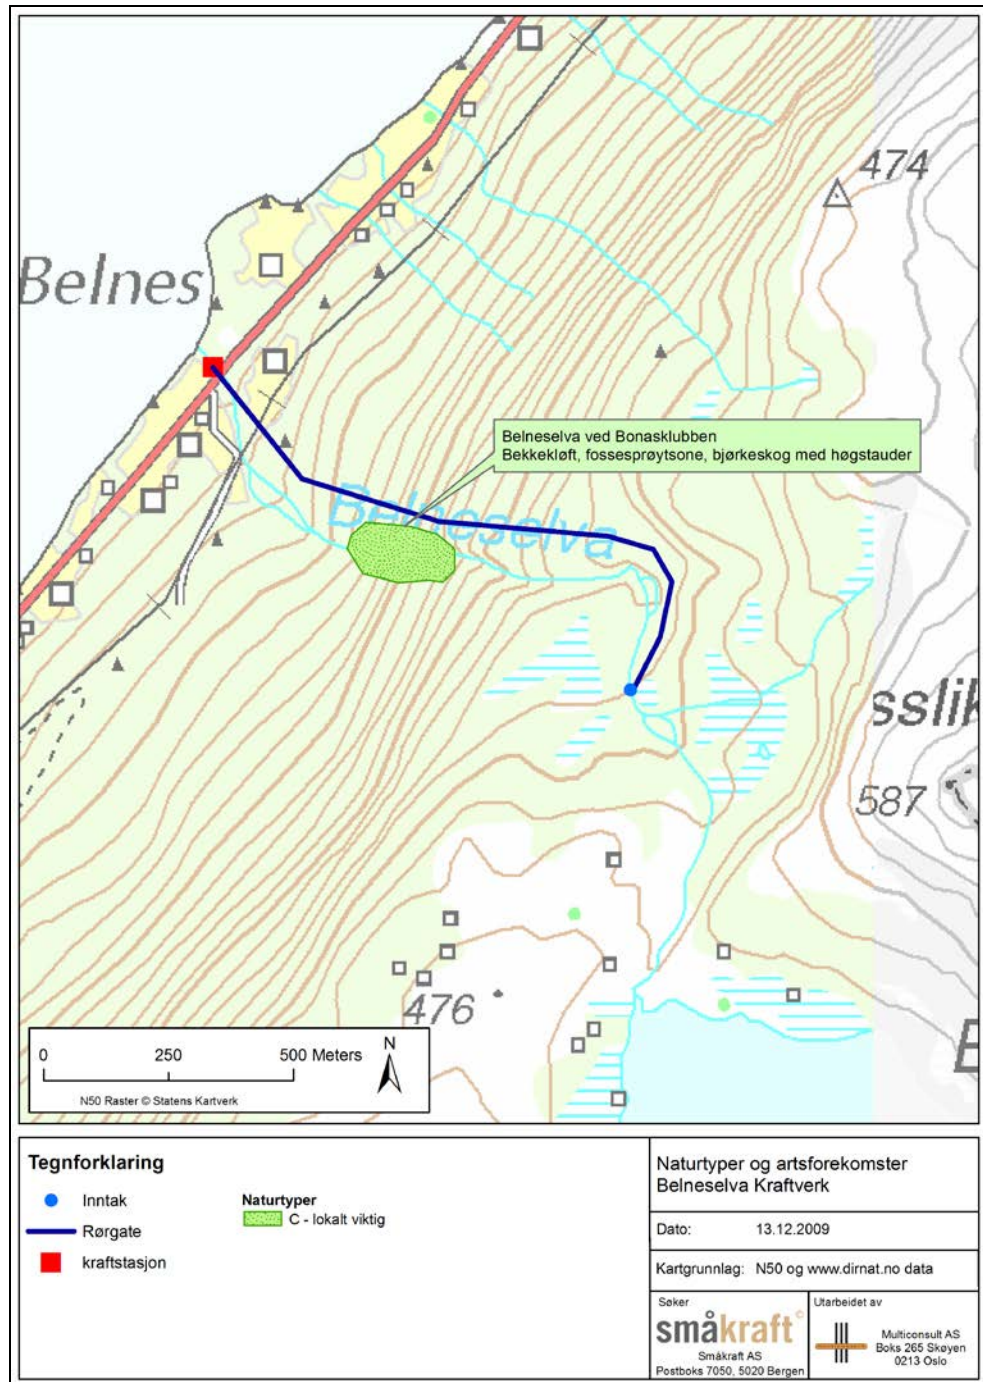 474
Belnes
Belneselva ved Bonasklubben
Bekkekløft, fossesprøytsone, bjørkeskog med høgstauder
Belneselva
sslik
587
476
E
0 250 500 Meters
N
N50 Raster © Statens Kartverk
Tegnforklaring
Inntak
Rørgate
kraftstasjon
Naturtyper
C - lokalt viktig
Naturtyper og artsforekomster
Belneselva Kraftverk
Dato: 13.12.2009
Kartgrunnlag: N50 og www.dirnat.no data
Søker
småkraft©
Småkraft AS
Postboks 7050, 5020 Bergen
Utarbeidet av
Multiconsult AS
Boks 265 Skøyen
0213 Oslo